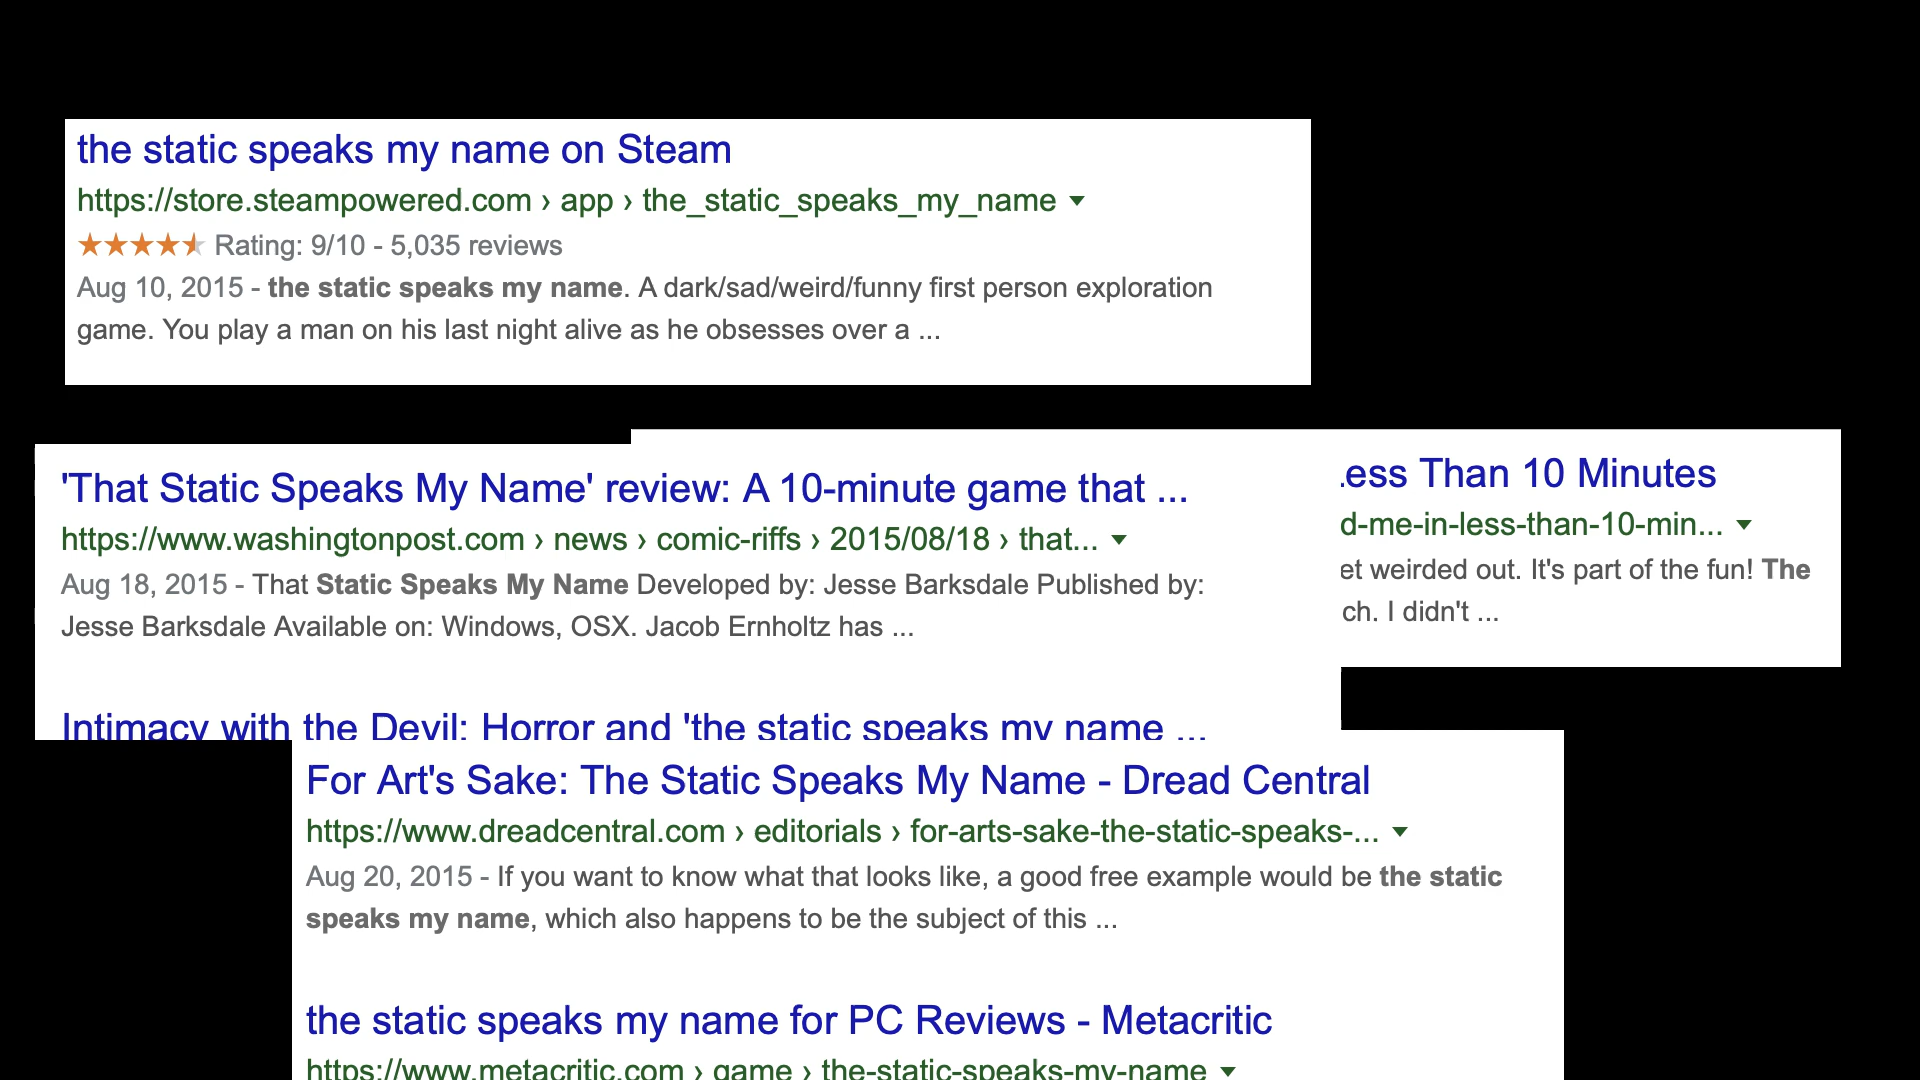 the static speaks my name on Steam
https://store.steampowered.com › app › the_static_speaks_my_name
Rating: 9/10 - 5,035 reviews
Aug 10, 2015 - the static speaks my name. A dark/sad/weird/funny first person exploration
game. You play a man on his last night alive as he obsesses over a ...
'That Static Speaks My Name' review: A 10-minute game that ...
https://www.washingtonpost.com › news › comic-riffs › 2015/08/18 › that...
Aug 18, 2015 - That Static Speaks My Name Developed by: Jesse Barksdale Published by:
Jesse Barksdale Available on: Windows, OSX. Jacob Ernholtz has ...
Intimacy with the Devil: Horror and 'the static speaks my name ...
ess Than 10 Minutes
d-me-in-less-than-10-min...
et weirded out. It's part of the fun! The
ch. I didn't ...
For Art's Sake: The Static Speaks My Name - Dread Central
https://www.dreadcentral.com › editorials › for-arts-sake-the-static-speaks-...
Aug 20, 2015 - If you want to know what that looks like, a good free example would be the static
speaks my name, which also happens to be the subject of this ...
the static speaks my name for PC Reviews - Metacritic
https://www.metacritic.com › game › the-static-speaks-my-name